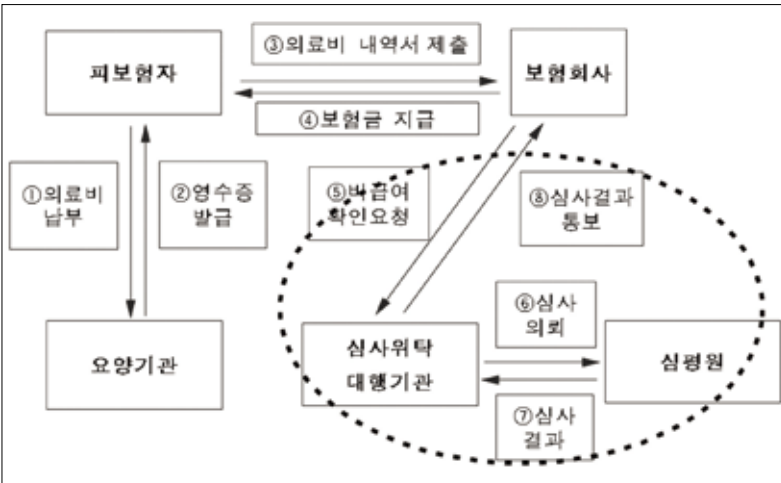 ③의료비 내역서 제출
피보험자
보험회사
④보험금 지급
①의료비
납부
②영수증
발급
⑤비급여
확인요청
⑧심사결과
통보
⑥심사
의뢰
요양기관
심사위탁
대행기관
심평원
⑦심사
결과